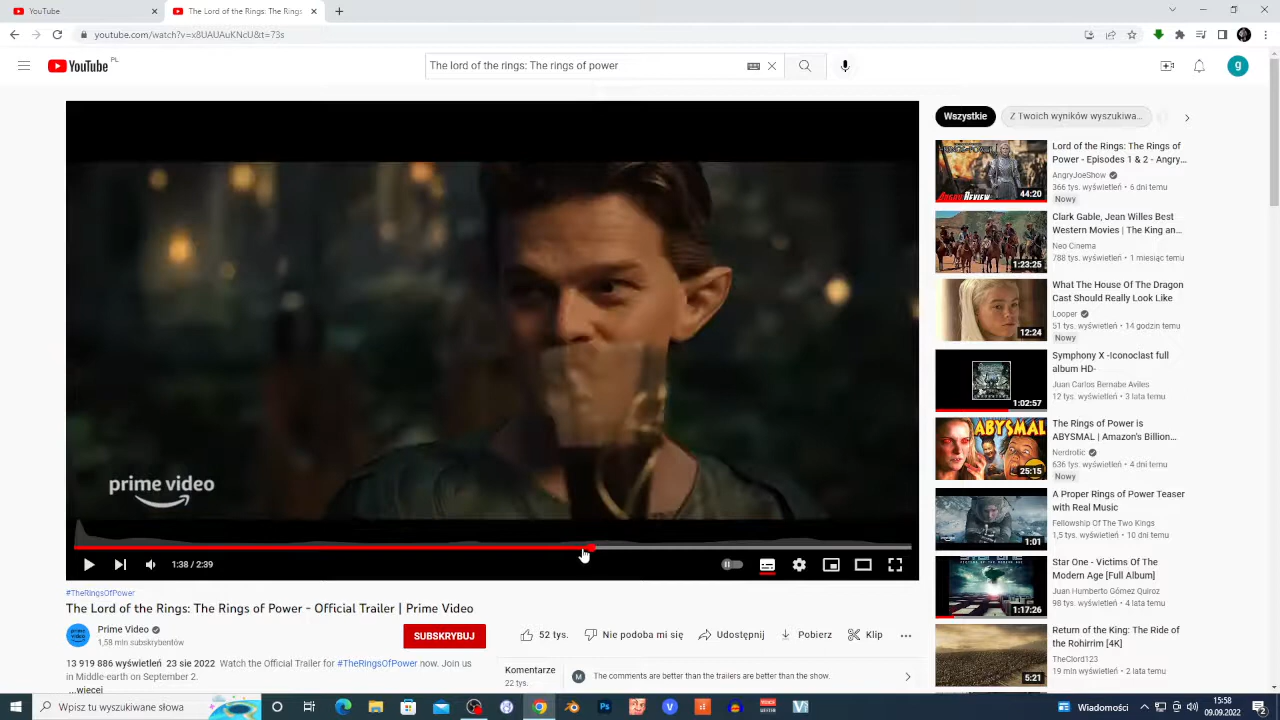 YouTube
The Lord of the Rings: The Rings
youtube.com/watch?v=x8UAUAuKNcU&t=73s
YouTube PL
The lord of the rings: The rings of power
g
Wszystkie
Z Twoich wyników wyszukiwa...
Lord of the Rings: The Rings of
Power - Episodes 1 & 2 - Angry...
AngryJoeShow
366 tys. wyświetleń • 6 dni temu
Nowy
ANGRY REVIEW
44:20
Clark Gable, Jean Willes Best
Western Movies | The King an...
Neo Cinema
788 tys. wyświetleń • 1 miesiąc temu
1:23:25
What The House Of The Dragon
Cast Should Really Look Like
Looper
51 tys. wyświetleń • 14 godzin temu
Nowy
12:24
Symphony X -Iconoclast full
album HD-
Juan Carlos Bernabe Aviles
12 tys. wyświetleń • 3 lata temu
1:02:57
The Rings of Power is
ABYSMAL | Amazon's Billion...
Nerdrotic
636 tys. wyświetleń • 4 dni temu
Nowy
ABYSMAL
25:15
A Proper Rings of Power Teaser
with Real Music
Fellowship Of The Two Kings
1,5 tys. wyświetleń • 10 dni temu
1:01
Star One - Victims Of The
Modern Age [Full Album]
Juan Humberto Gómez Quiroz
98 tys. wyświetleń • 4 lata temu
1:17:26
Return of the King: The Ride of
the Rohirrim [4K]
TheClord123
19 mln wyświetleń • 2 lata temu
5:21
prime video
1:38 / 2:39
#TheRingsOfPower
The Lord of the Rings: The Rings of Power - Official Trailer | Prime Video
Prime Video
1,58 mln subskrybentów
SUBSKRYBUJ
52 tys.
Nie podoba mi się
Udostępnij
Pobierz
Klip
13 919 886 wyświetleń 23 sie 2022 Watch the Official Trailer for #TheRingsOfPower now. Join us
in Middle-earth on September 2.
...więcej
Komentarze
22 tys.
M
The comments are better than the trailers are better than the show.
Wpisz tu wyszukiwane słowa
Wiadomości
15:58
09.09.2022